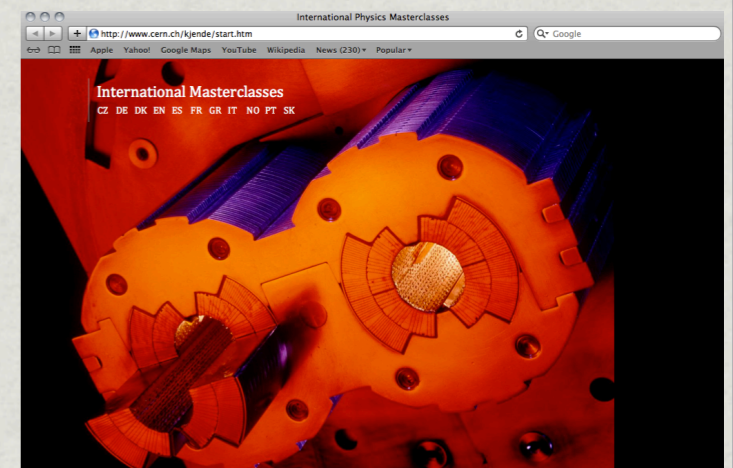 International Physics Masterclasses
http://www.cern.ch/kjende/start.htm
Google
Apple Yahoo! Google Maps YouTube Wikipedia News (230) Popular
International Masterclasses
CZ DE DK EN ES FR GR IT NO PT SK